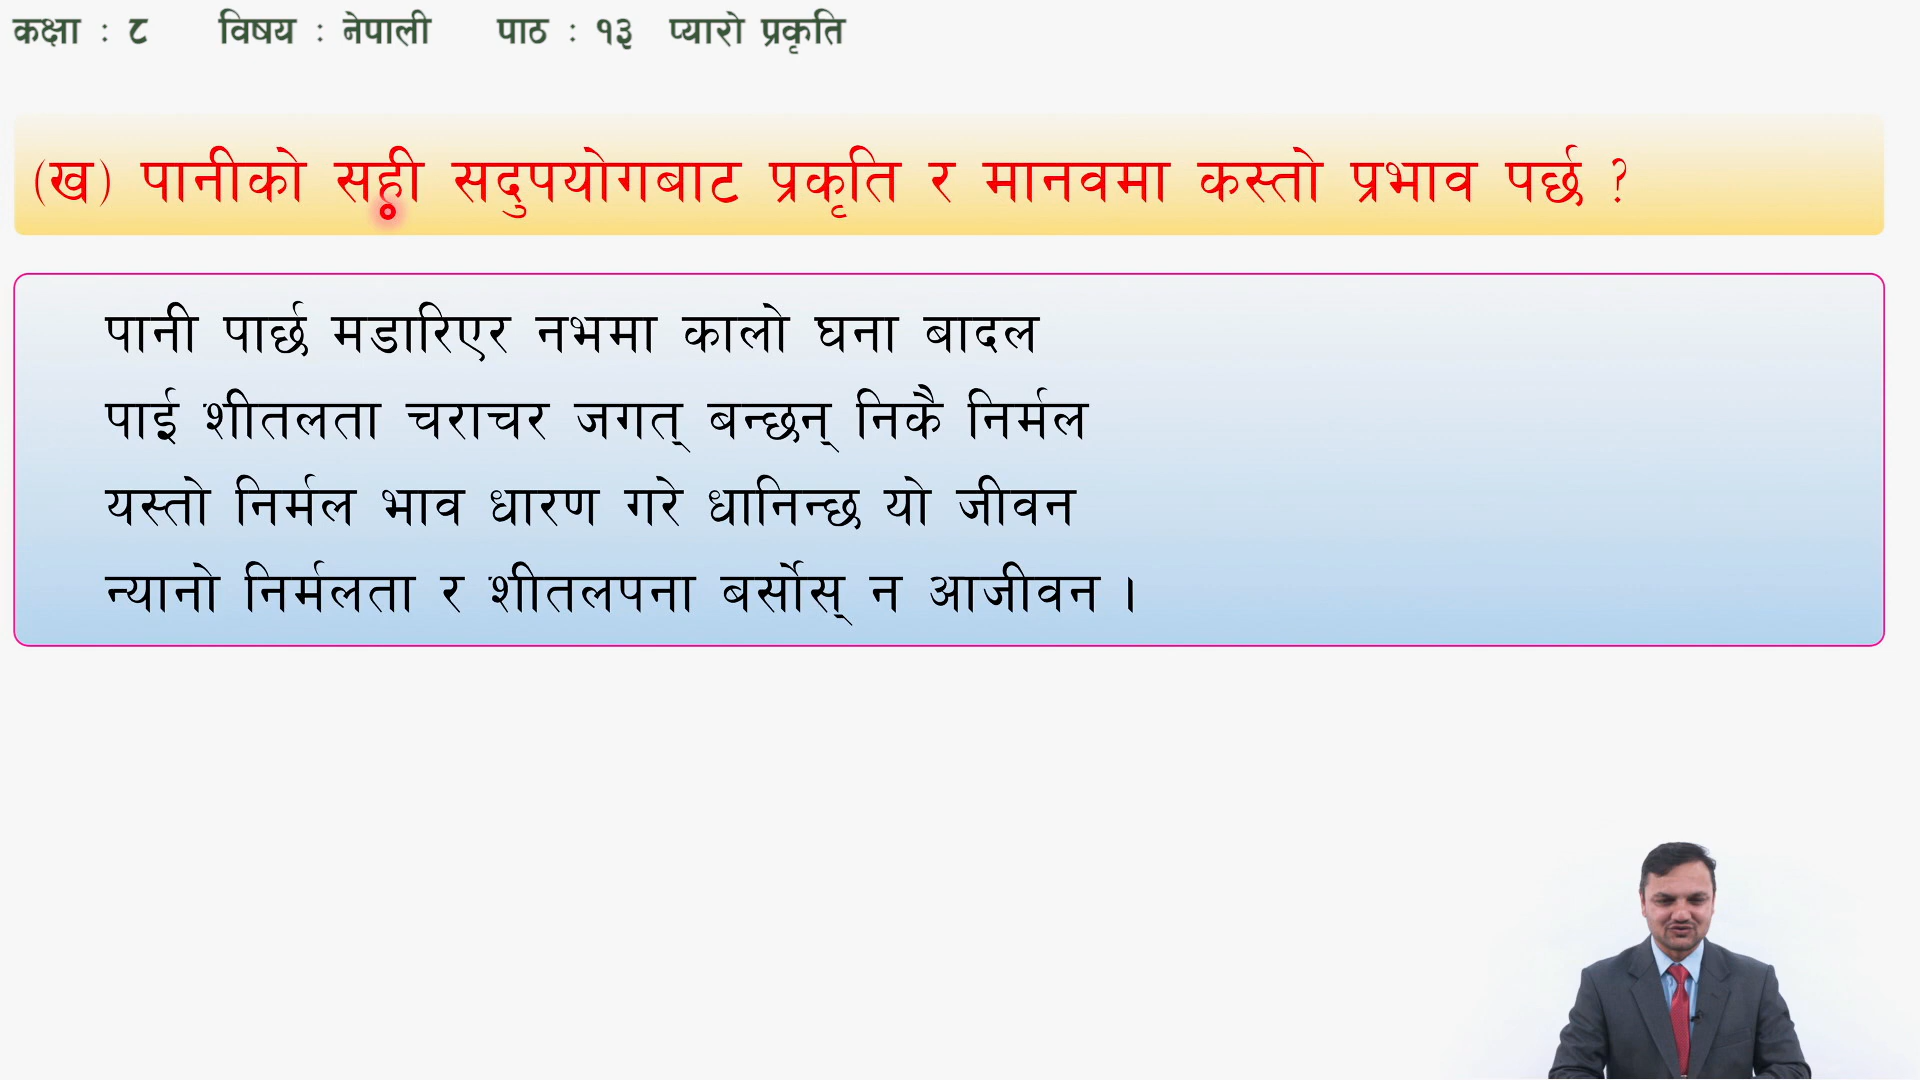 कक्षा : ८ विषय : नेपाली पाठ : १३ प्यारो प्रकृति
(ख) पानीको सही सदुपयोगबाट प्रकृति र मानवमा कस्तो प्रभाव पर्छ ?
पानी पार्छ मडारिएर नभमा कालो घना बादल
पाई शीतलता चराचर जगत् बन्छन् निकै निर्मल
यस्तो निर्मल भाव धारण गरे धानिन्छ यो जीवन
न्यानो निर्मलता र शीतलपना बर्सोस् न आजीवन ।